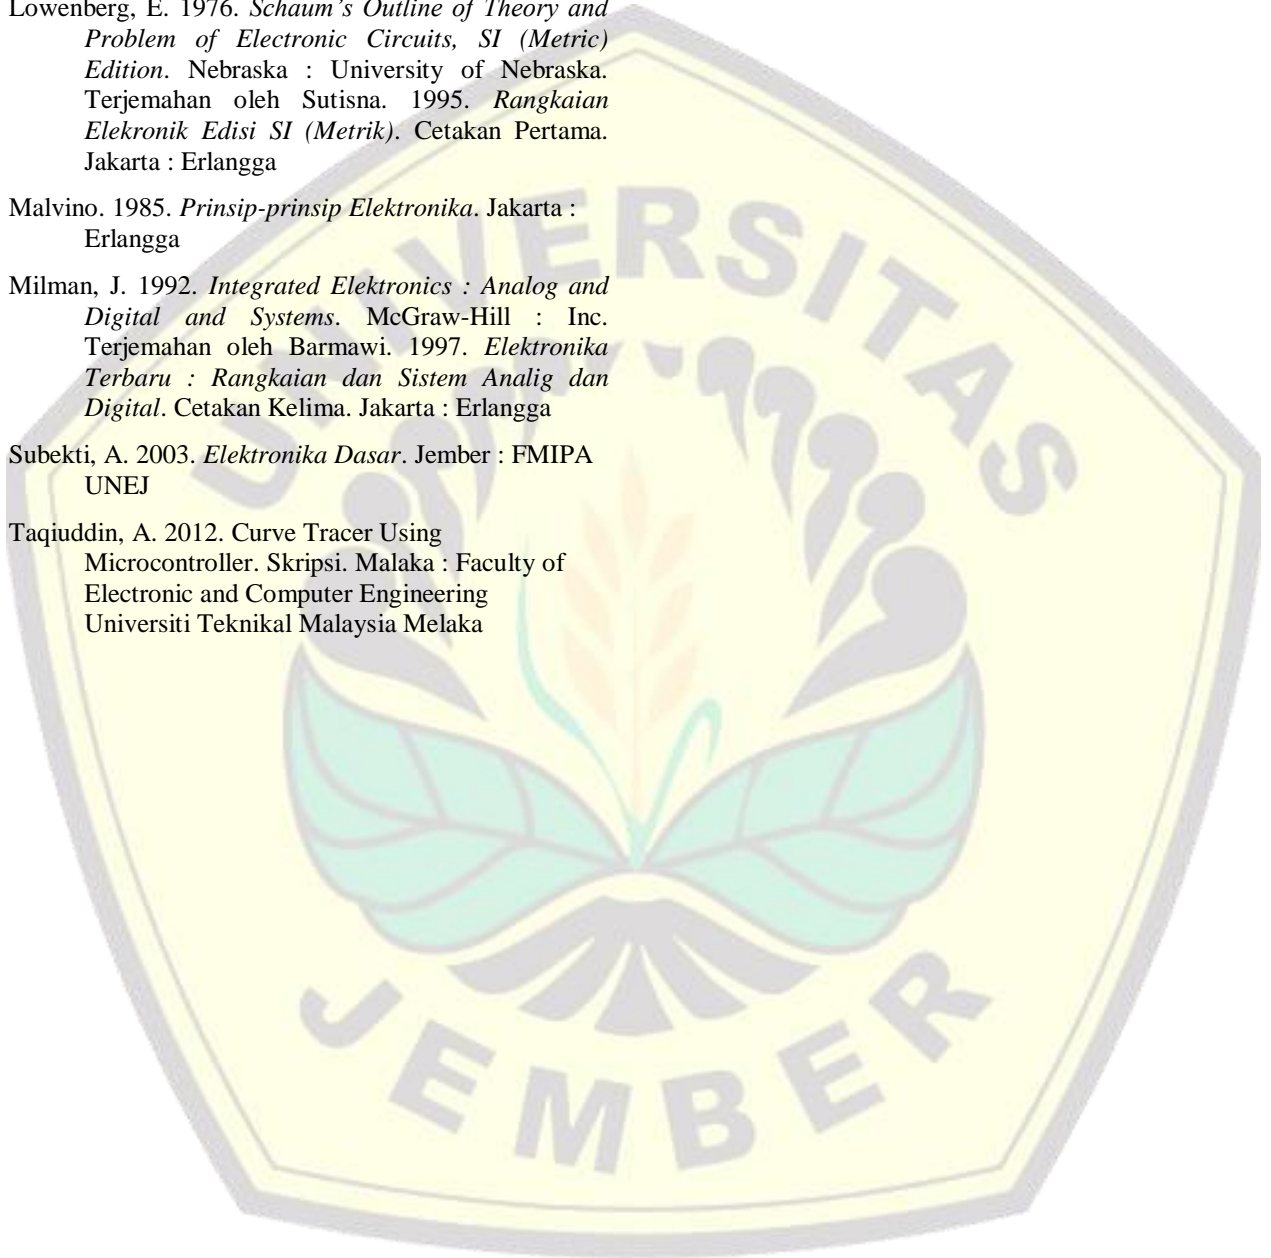 Lowenberg, E. 1976. Schaum's Outline of Theory and
Problem of Electronic Circuits, SI (Metric)
Edition. Nebraska : University of Nebraska.
Terjemahan oleh Sutisna. 1995. Rangkaian
Elekronik Edisi SI (Metrik). Cetakan Pertama.
Jakarta : Erlangga
Malvino. 1985. Prinsip-prinsip Elektronika. Jakarta :
Erlangga
Milman, J. 1992. Integrated Elektronics : Analog and
Digital and Systems. McGraw-Hill : Inc.
Terjemahan oleh Barmawi. 1997. Elektronika
Terbaru : Rangkaian dan Sistem Analig dan
Digital. Cetakan Kelima. Jakarta : Erlangga
Subekti, A. 2003. Elektronika Dasar. Jember : FMIPA
UNEJ
Taqiuddin, A. 2012. Curve Tracer Using
Microcontroller. Skripsi. Malaka : Faculty of
Electronic and Computer Engineering
Universiti Teknikal Malaysia Melaka
UNIVERSITAS
JEMBER